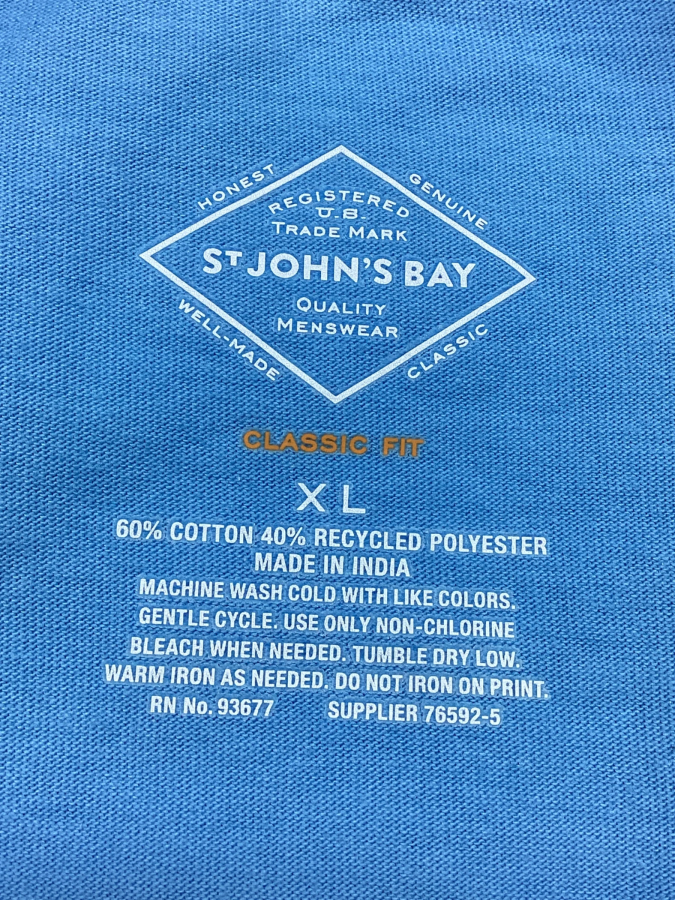 HONEST
GENUINE
REGISTERED
U.S.
TRADE MARK
ST JOHN'S BAY
QUALITY
MENSWEAR
WELL-MADE
CLASSIC
CLASSIC FIT
XL
60% COTTON 40% RECYCLED POLYESTER
MADE IN INDIA
MACHINE WASH COLD WITH LIKE COLORS.
GENTLE CYCLE. USE ONLY NON-CHLORINE
BLEACH WHEN NEEDED. TUMBLE DRY LOW.
WARM IRON AS NEEDED. DO NOT IRON ON PRINT.
RN No. 93677 SUPPLIER 76592-5